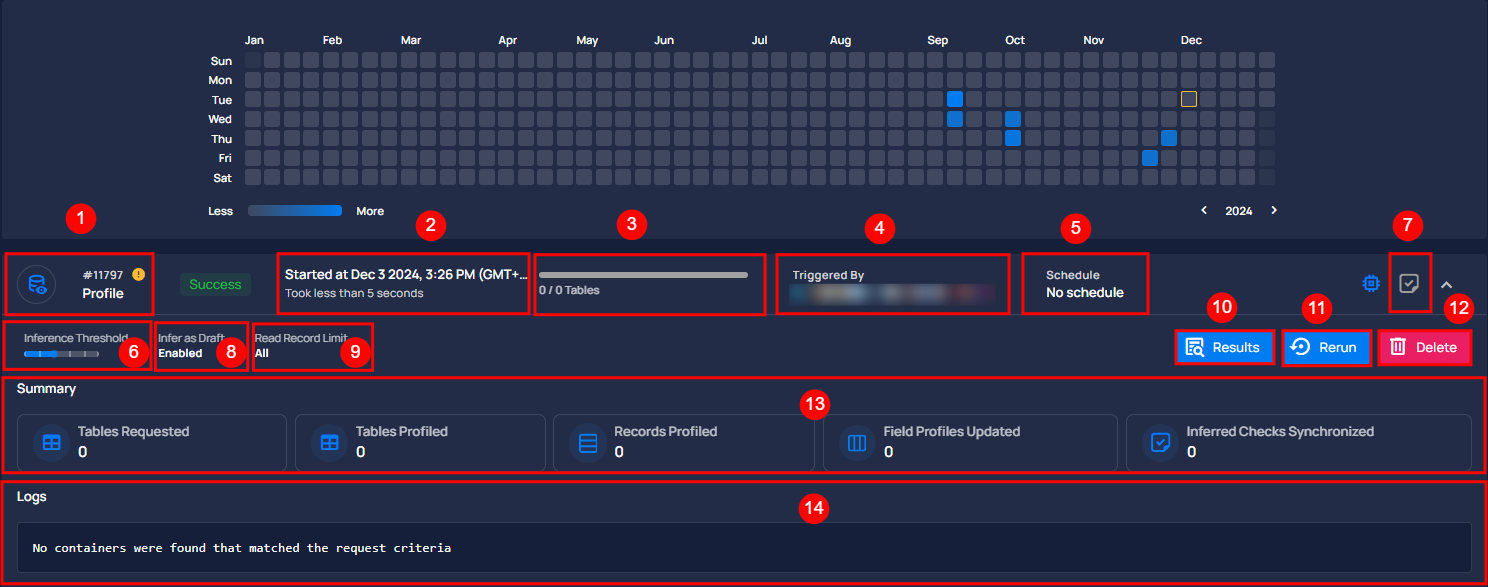 Jan Feb Mar Apr May Jun Jul Aug Sep Oct Nov Dec
Sun
Mon
Tue
Wed
Thu
Fri
Sat
Less More
2024
1
2
3
4
5
7
#11797
Profile
Success
Started at Dec 3 2024, 3:26 PM (GMT+...
Took less than 5 seconds
0 / 0 Tables
Triggered By
Schedule
No schedule
Inference Threshold
6
Infer as Draft
Enabled
8
Read Record Limit
All
9
10
11
12
Results
Rerun
Delete
Summary
13
Tables Requested
0
Tables Profiled
0
Records Profiled
0
Field Profiles Updated
0
Inferred Checks Synchronized
0
Logs
14
No containers were found that matched the request criteria